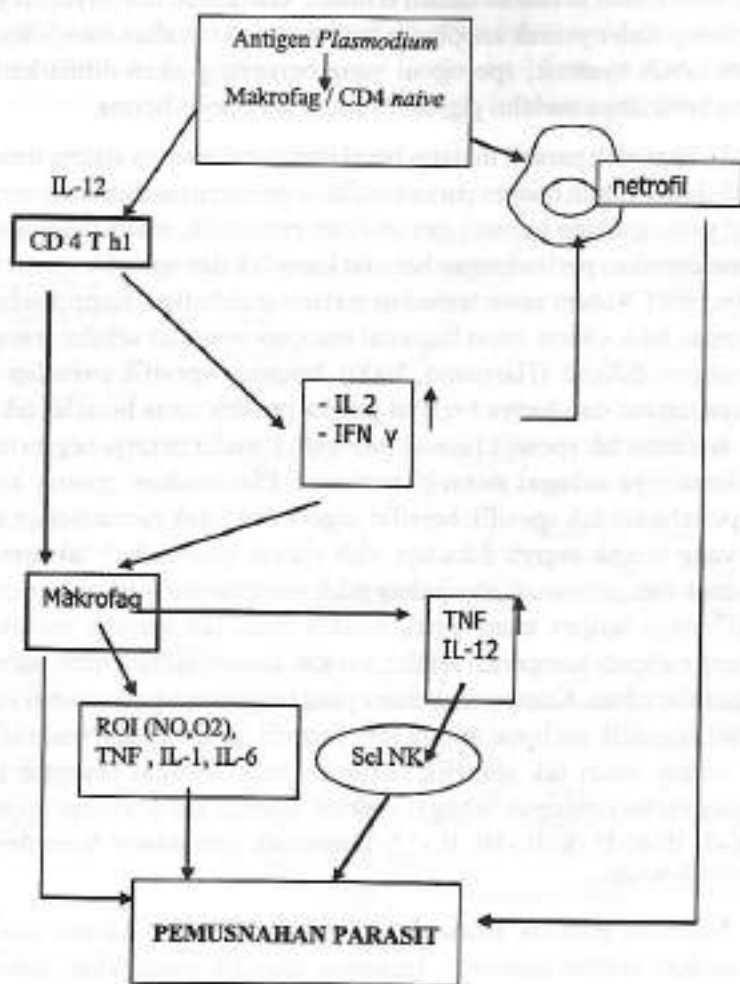 Antigen Plasmodium
Makrofag / CD4 naive
IL-12
netrofil
CD 4 T h1
- IL 2
- IFN γ
Makrofag
TNF
IL-12
ROI (NO,O2),
TNF , IL-1, IL-6
Sel NK
PEMUSNAHAN PARASIT